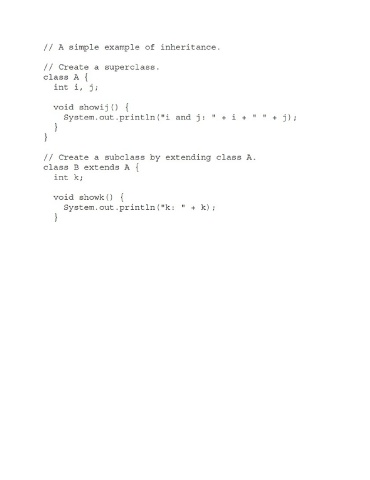 // A simple example of inheritance.
// Create a superclass.
class A {
int i, j;
void showij() {
System.out.println("i and j: " + i + " " + j);
}
}
// Create a subclass by extending class A.
class B extends A {
int k;
void showk() {
System.out.println("k: " + k);
}